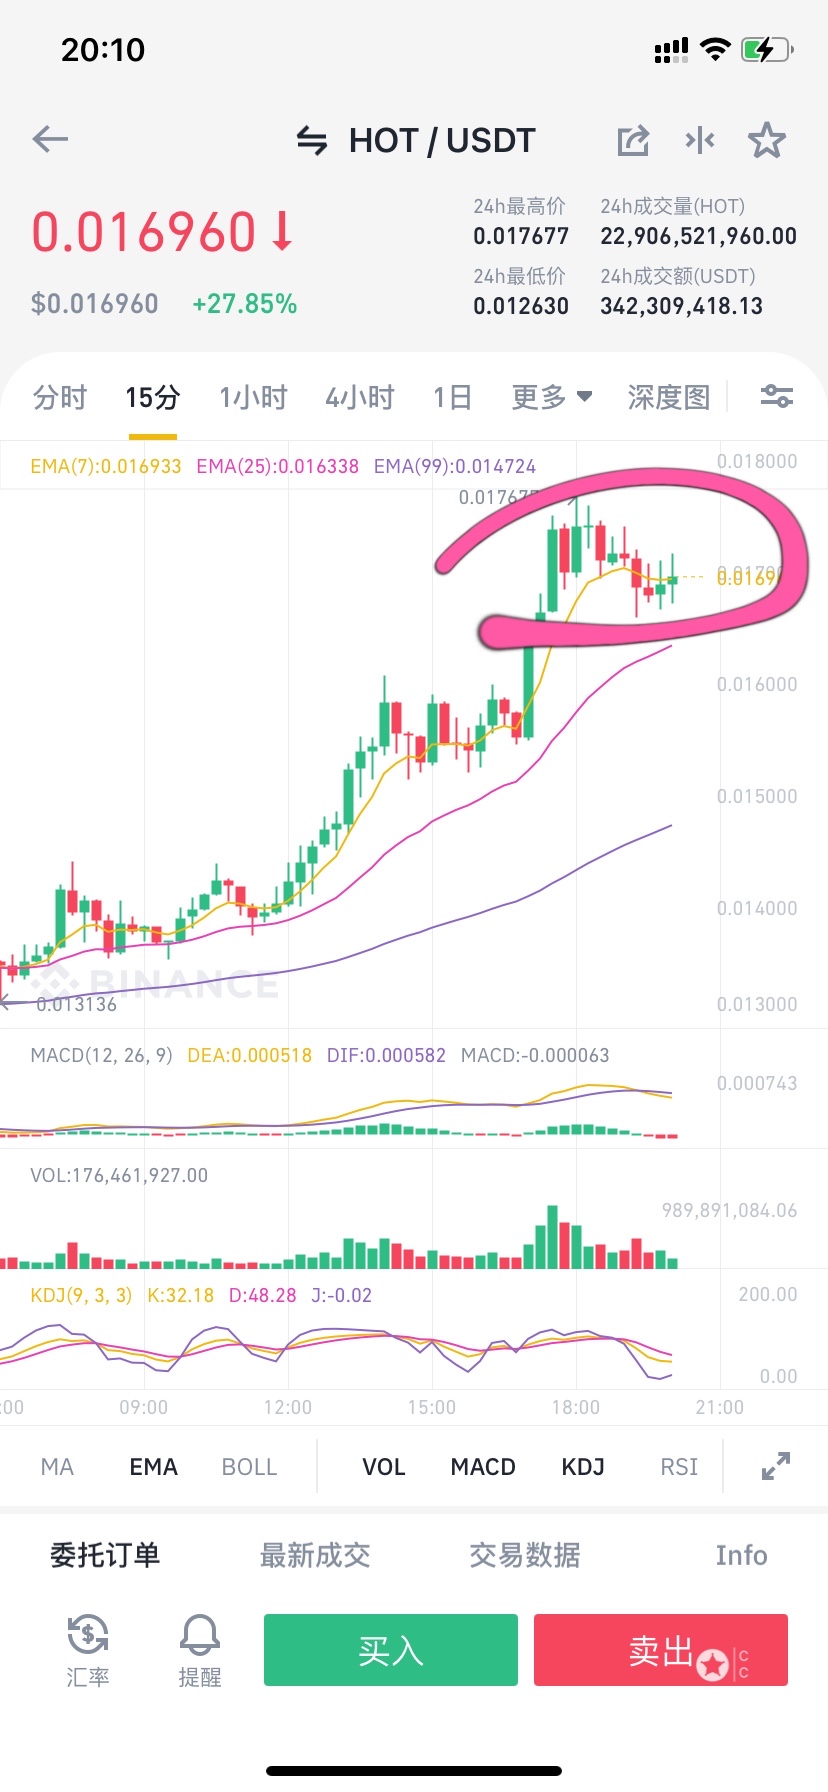 20:10
HOT / USDT
0.016960
$0.016960 +27.85%
24h最高价 24h成交量(HOT)
0.017677 22,906,521,960.00
24h最低价 24h成交额(USDT)
0.012630 342,309,418.13
分时 15分 1小时 4小时 1日 更多 深度图
EMA(7):0.016933 EMA(25):0.016338 EMA(99):0.014724
0.018000
0.01767
0.0169
0.016000
0.015000
0.014000
BINANCE
0.013136
0.013000
MACD(12, 26, 9) DEA:0.000518 DIF:0.000582 MACD:-0.000063
0.000743
VOL:176,461,927.00
989,891,084.06
KDJ(9, 3, 3) K:32.18 D:48.28 J:-0.02
200.00
0.00
:00 09:00 12:00 15:00 18:00 21:00
MA EMA BOLL VOL MACD KDJ RSI
委托订单 最新成交 交易数据 Info
汇率 提醒 买入 卖出
CC